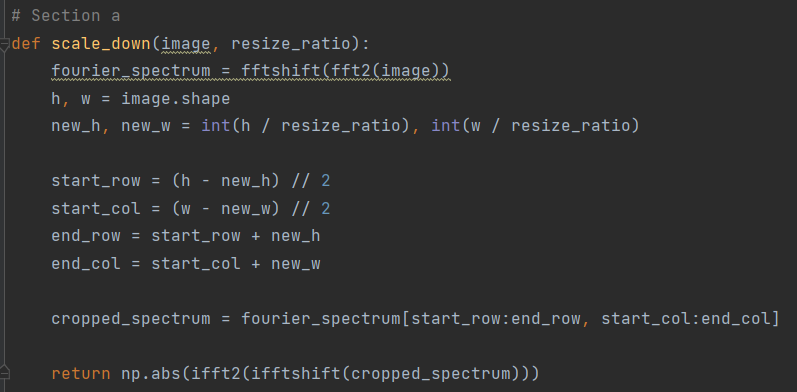 # Section a
def scale_down(image, resize_ratio):
    fourier_spectrum = fftshift(fft2(image))
    h, w = image.shape
    new_h, new_w = int(h / resize_ratio), int(w / resize_ratio)
    start_row = (h - new_h) // 2
    start_col = (w - new_w) // 2
    end_row = start_row + new_h
    end_col = start_col + new_w
    cropped_spectrum = fourier_spectrum[start_row:end_row, start_col:end_col]
    return np.abs(ifft2(ifftshift(cropped_spectrum)))